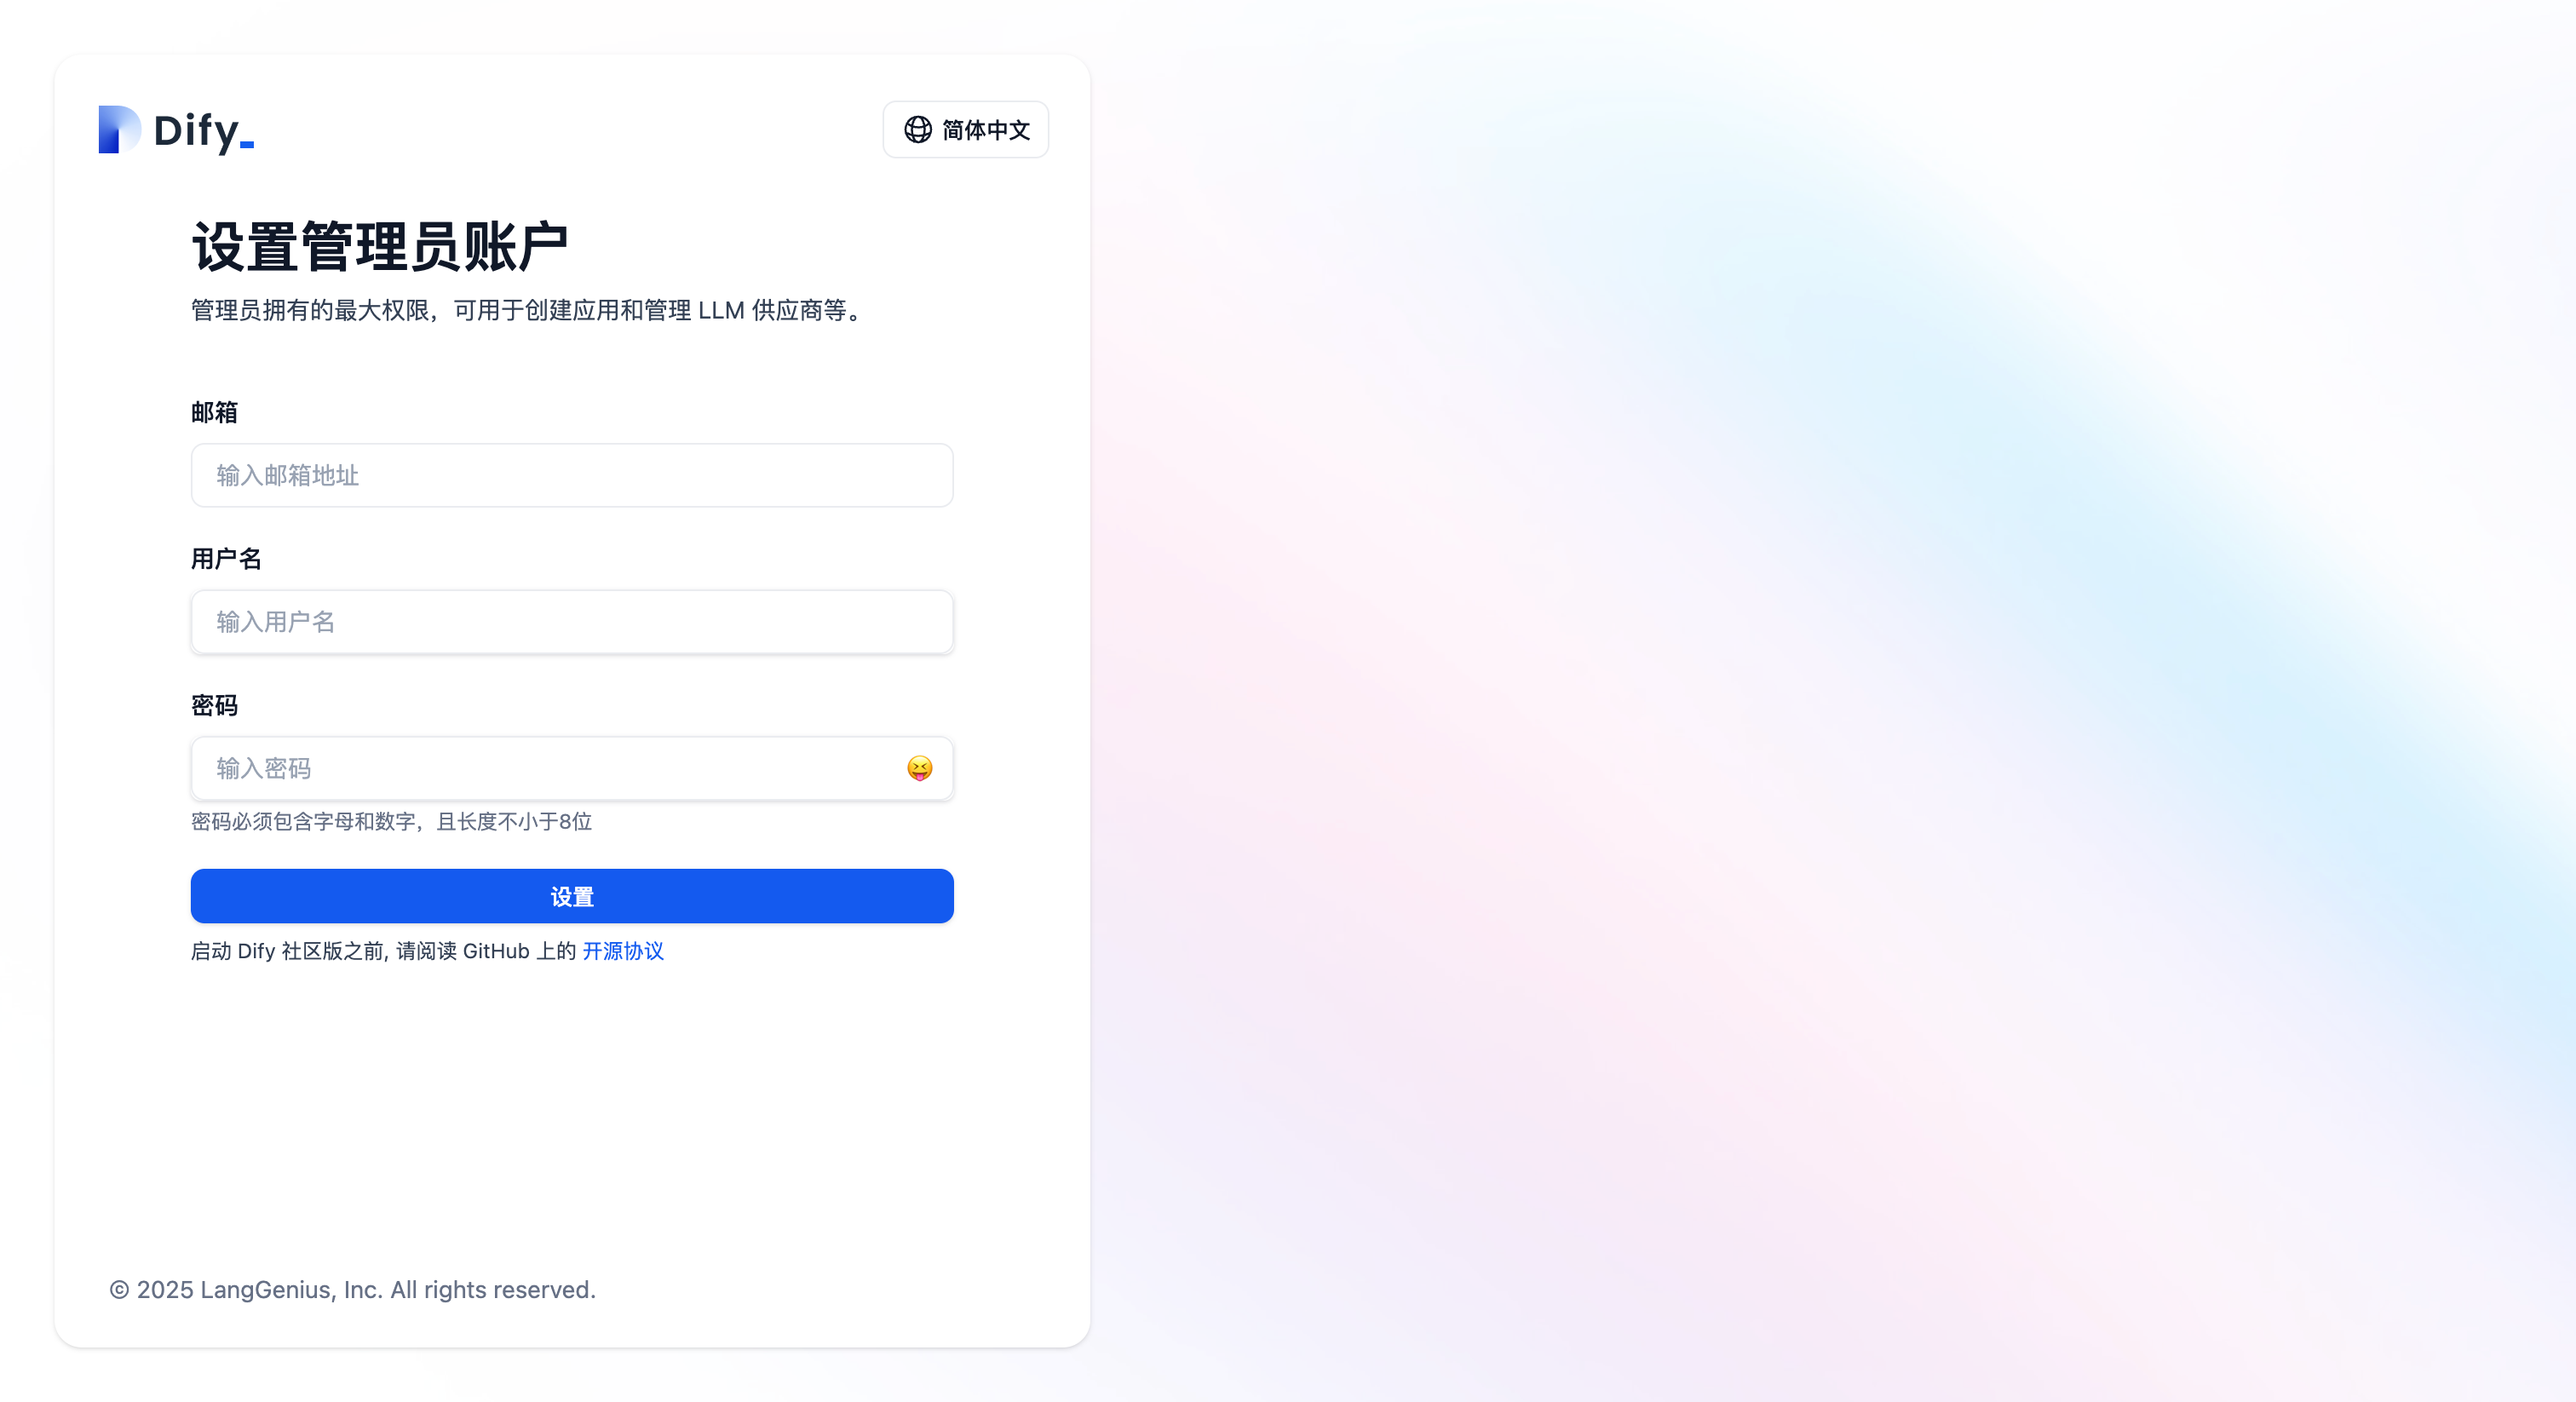 Dify_
简体中文
设置管理员账户
管理员拥有的最大权限，可用于创建应用和管理 LLM 供应商等。
邮箱
输入邮箱地址
用户名
输入用户名
密码
输入密码
密码必须包含字母和数字，且长度不小于8位
设置
启动 Dify 社区版之前, 请阅读 GitHub 上的 开源协议
© 2025 LangGenius, Inc. All rights reserved.